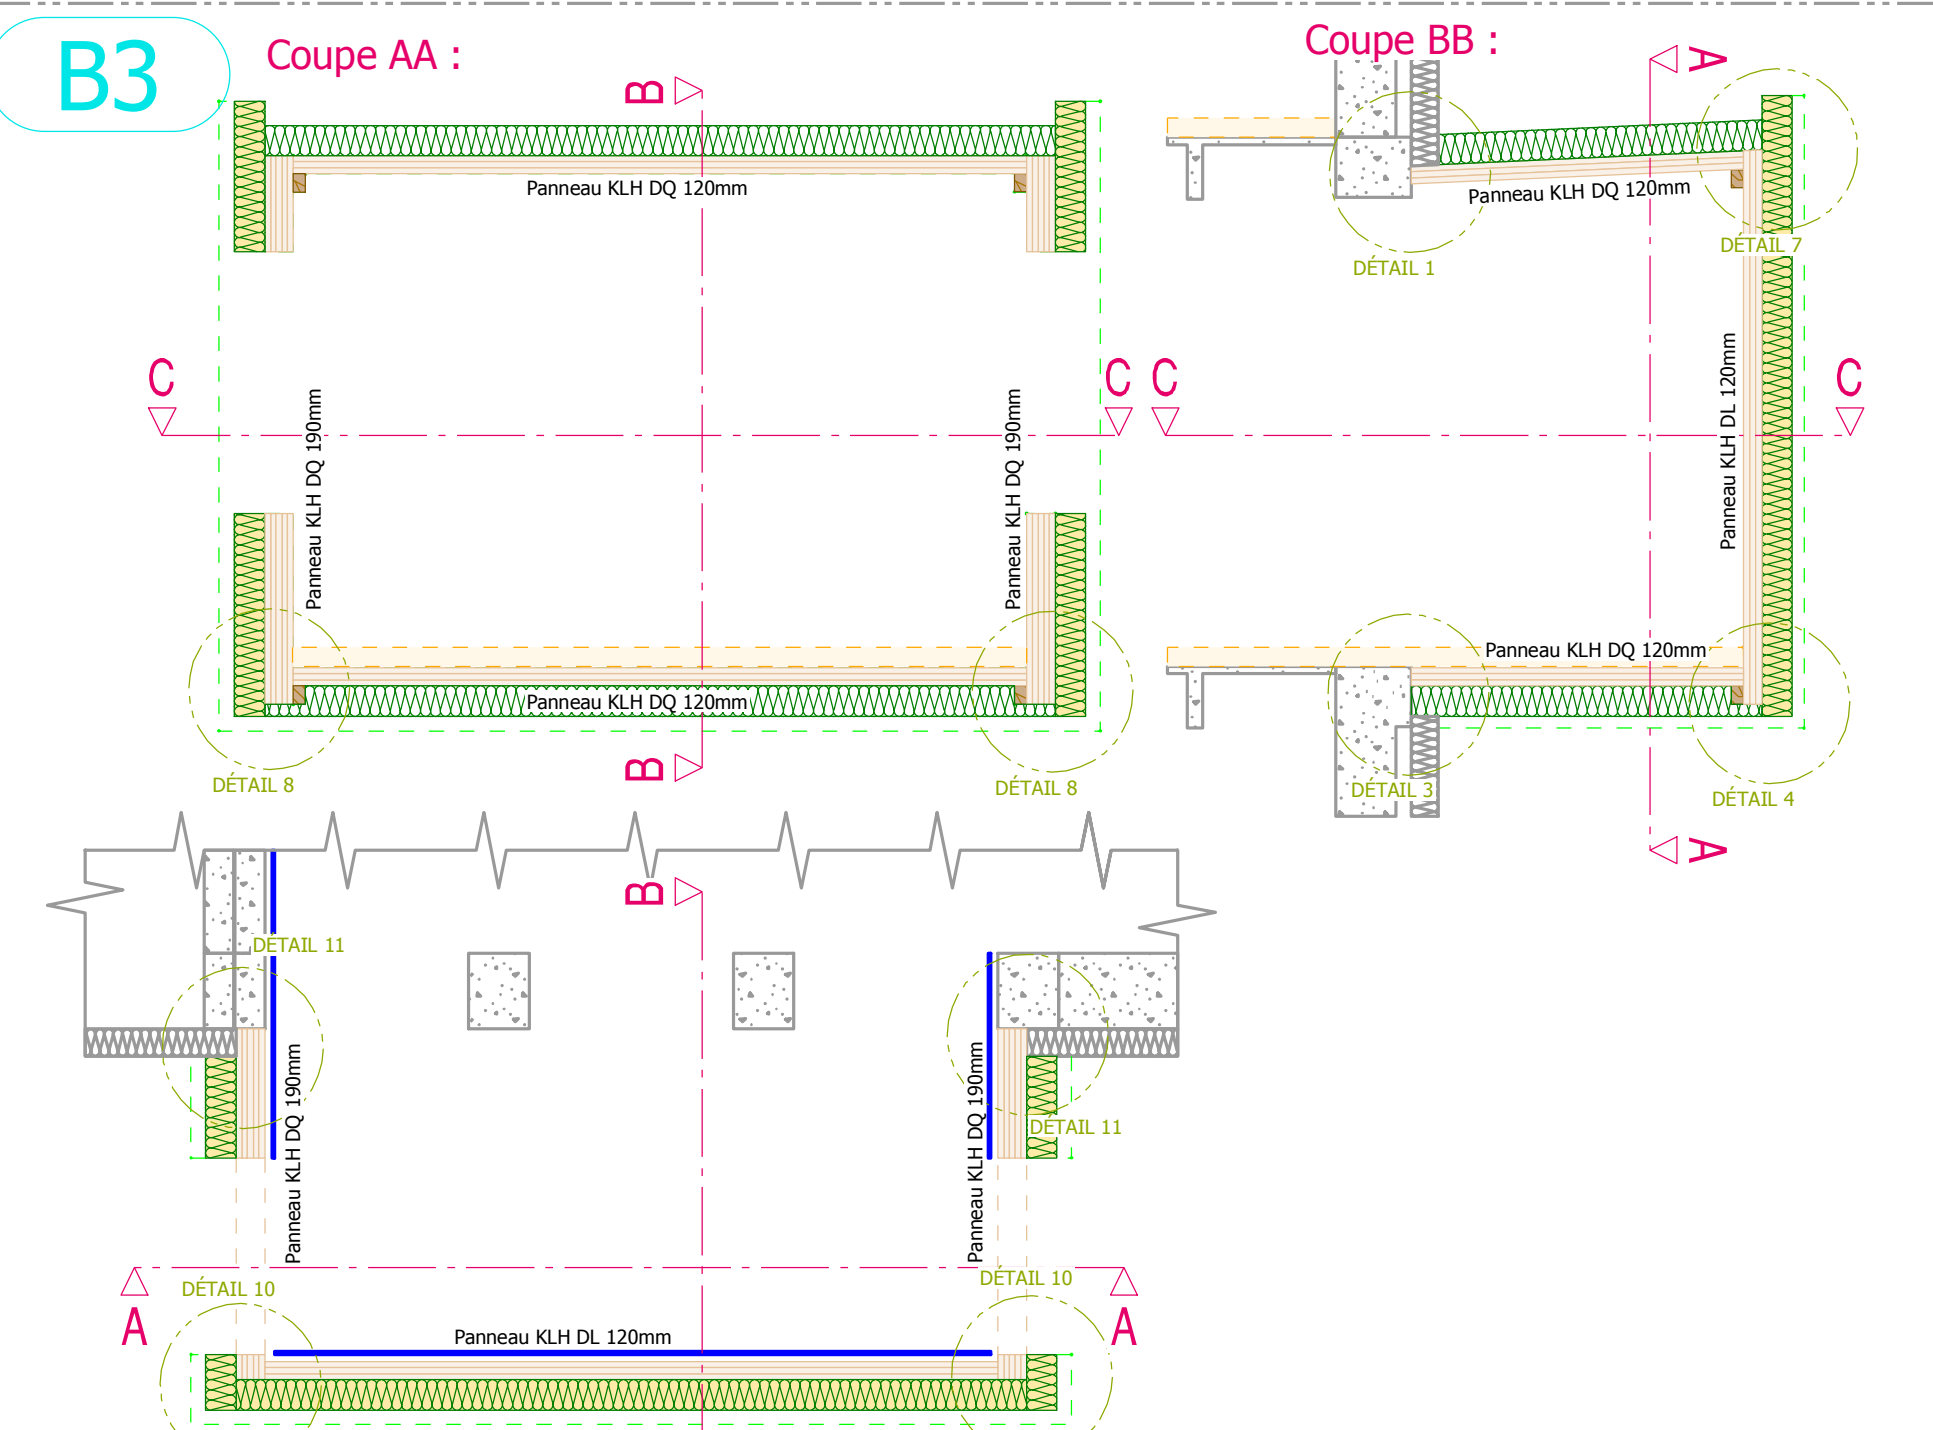 B3
Coupe AA :
Coupe BB :
B
A
Panneau KLH DQ 120mm
Panneau KLH DQ 120mm
DÉTAIL 1
DÉTAIL 7
C
C
C
C
Panneau KLH DQ 190mm
Panneau KLH DQ 190mm
Panneau KLH DL 120mm
Panneau KLH DQ 120mm
Panneau KLH DQ 120mm
B
DÉTAIL 8
DÉTAIL 8
DÉTAIL 3
DÉTAIL 4
A
B
DÉTAIL 11
Panneau KLH DQ 190mm
Panneau KLH DQ 190mm
DÉTAIL 11
DÉTAIL 10
DÉTAIL 10
A
A
Panneau KLH DL 120mm